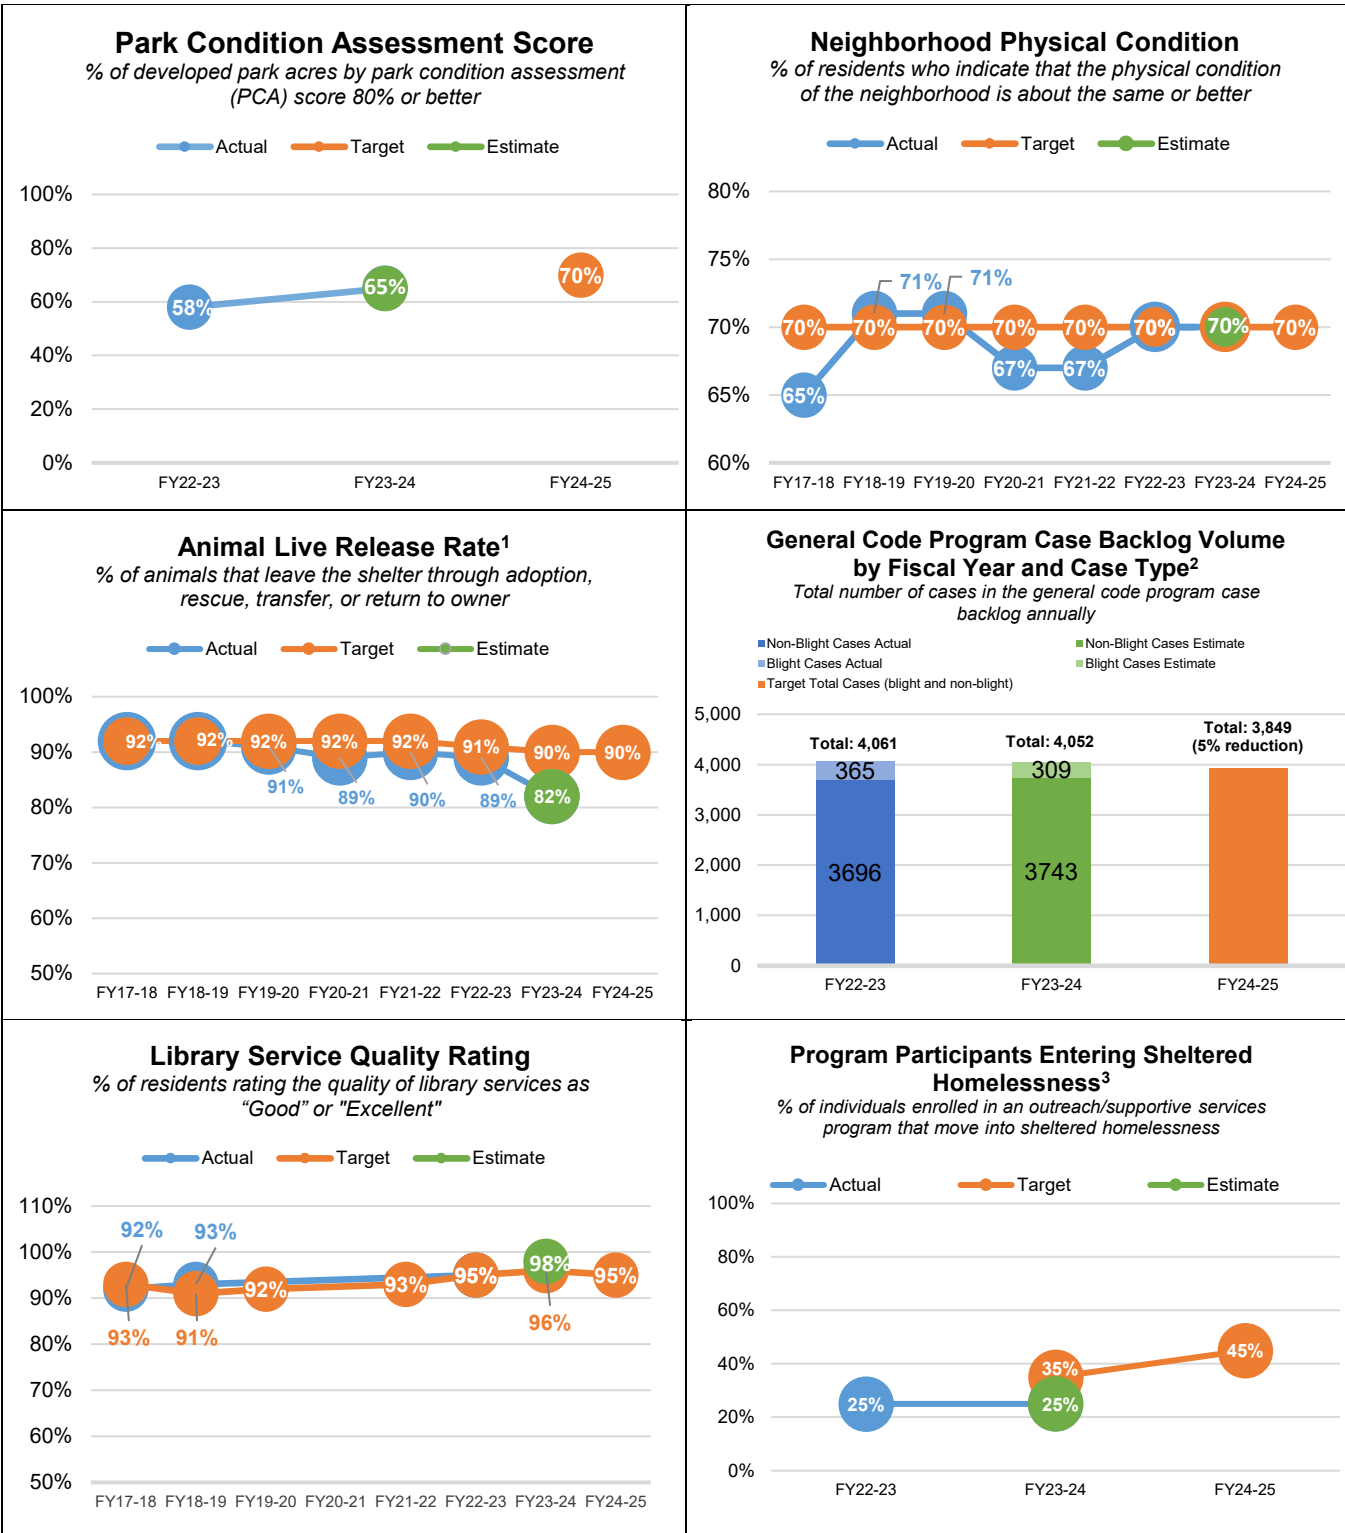 Park Condition Assessment Score
% of developed park acres by park condition assessment
(PCA) score 80% or better
Actual Target Estimate
100%
80%
60%
40%
20%
0%
58%
65%
70%
FY22-23 FY23-24 FY24-25
Neighborhood Physical Condition
% of residents who indicate that the physical condition
of the neighborhood is about the same or better
Actual Target Estimate
80%
75%
70%
65%
60%
71% 71%
70% 70% 70% 70% 70% 70% 70% 70%
65% 67% 67%
FY17-18 FY18-19 FY19-20 FY20-21 FY21-22 FY22-23 FY23-24 FY24-25
Animal Live Release Rate¹
% of animals that leave the shelter through adoption,
rescue, transfer, or return to owner
Actual Target Estimate
100%
90%
80%
70%
60%
50%
92% 92% 92% 92% 92% 91% 90% 90%
91% 89% 90% 89% 82%
FY17-18 FY18-19 FY19-20 FY20-21 FY21-22 FY22-23 FY23-24 FY24-25
General Code Program Case Backlog Volume
by Fiscal Year and Case Type²
Total number of cases in the general code program case
backlog annually
Non-Blight Cases Actual Non-Blight Cases Estimate
Blight Cases Actual Blight Cases Estimate
Target Total Cases (blight and non-blight)
5,000
4,000
3,000
2,000
1,000
0
Total: 4,061
365
3696
Total: 4,052
309
3743
Total: 3,849
(5% reduction)
FY22-23 FY23-24 FY24-25
Library Service Quality Rating
% of residents rating the quality of library services as
“Good” or "Excellent"
Actual Target Estimate
110%
100%
90%
80%
70%
60%
50%
92% 93%
93% 91% 92% 93% 95% 98% 95%
96%
FY17-18 FY18-19 FY19-20 FY20-21 FY21-22 FY22-23 FY23-24 FY24-25
Program Participants Entering Sheltered
Homelessness³
% of individuals enrolled in an outreach/supportive services
program that move into sheltered homelessness
Actual Target Estimate
100%
80%
60%
40%
20%
0%
25%
35%
25%
45%
FY22-23 FY23-24 FY24-25